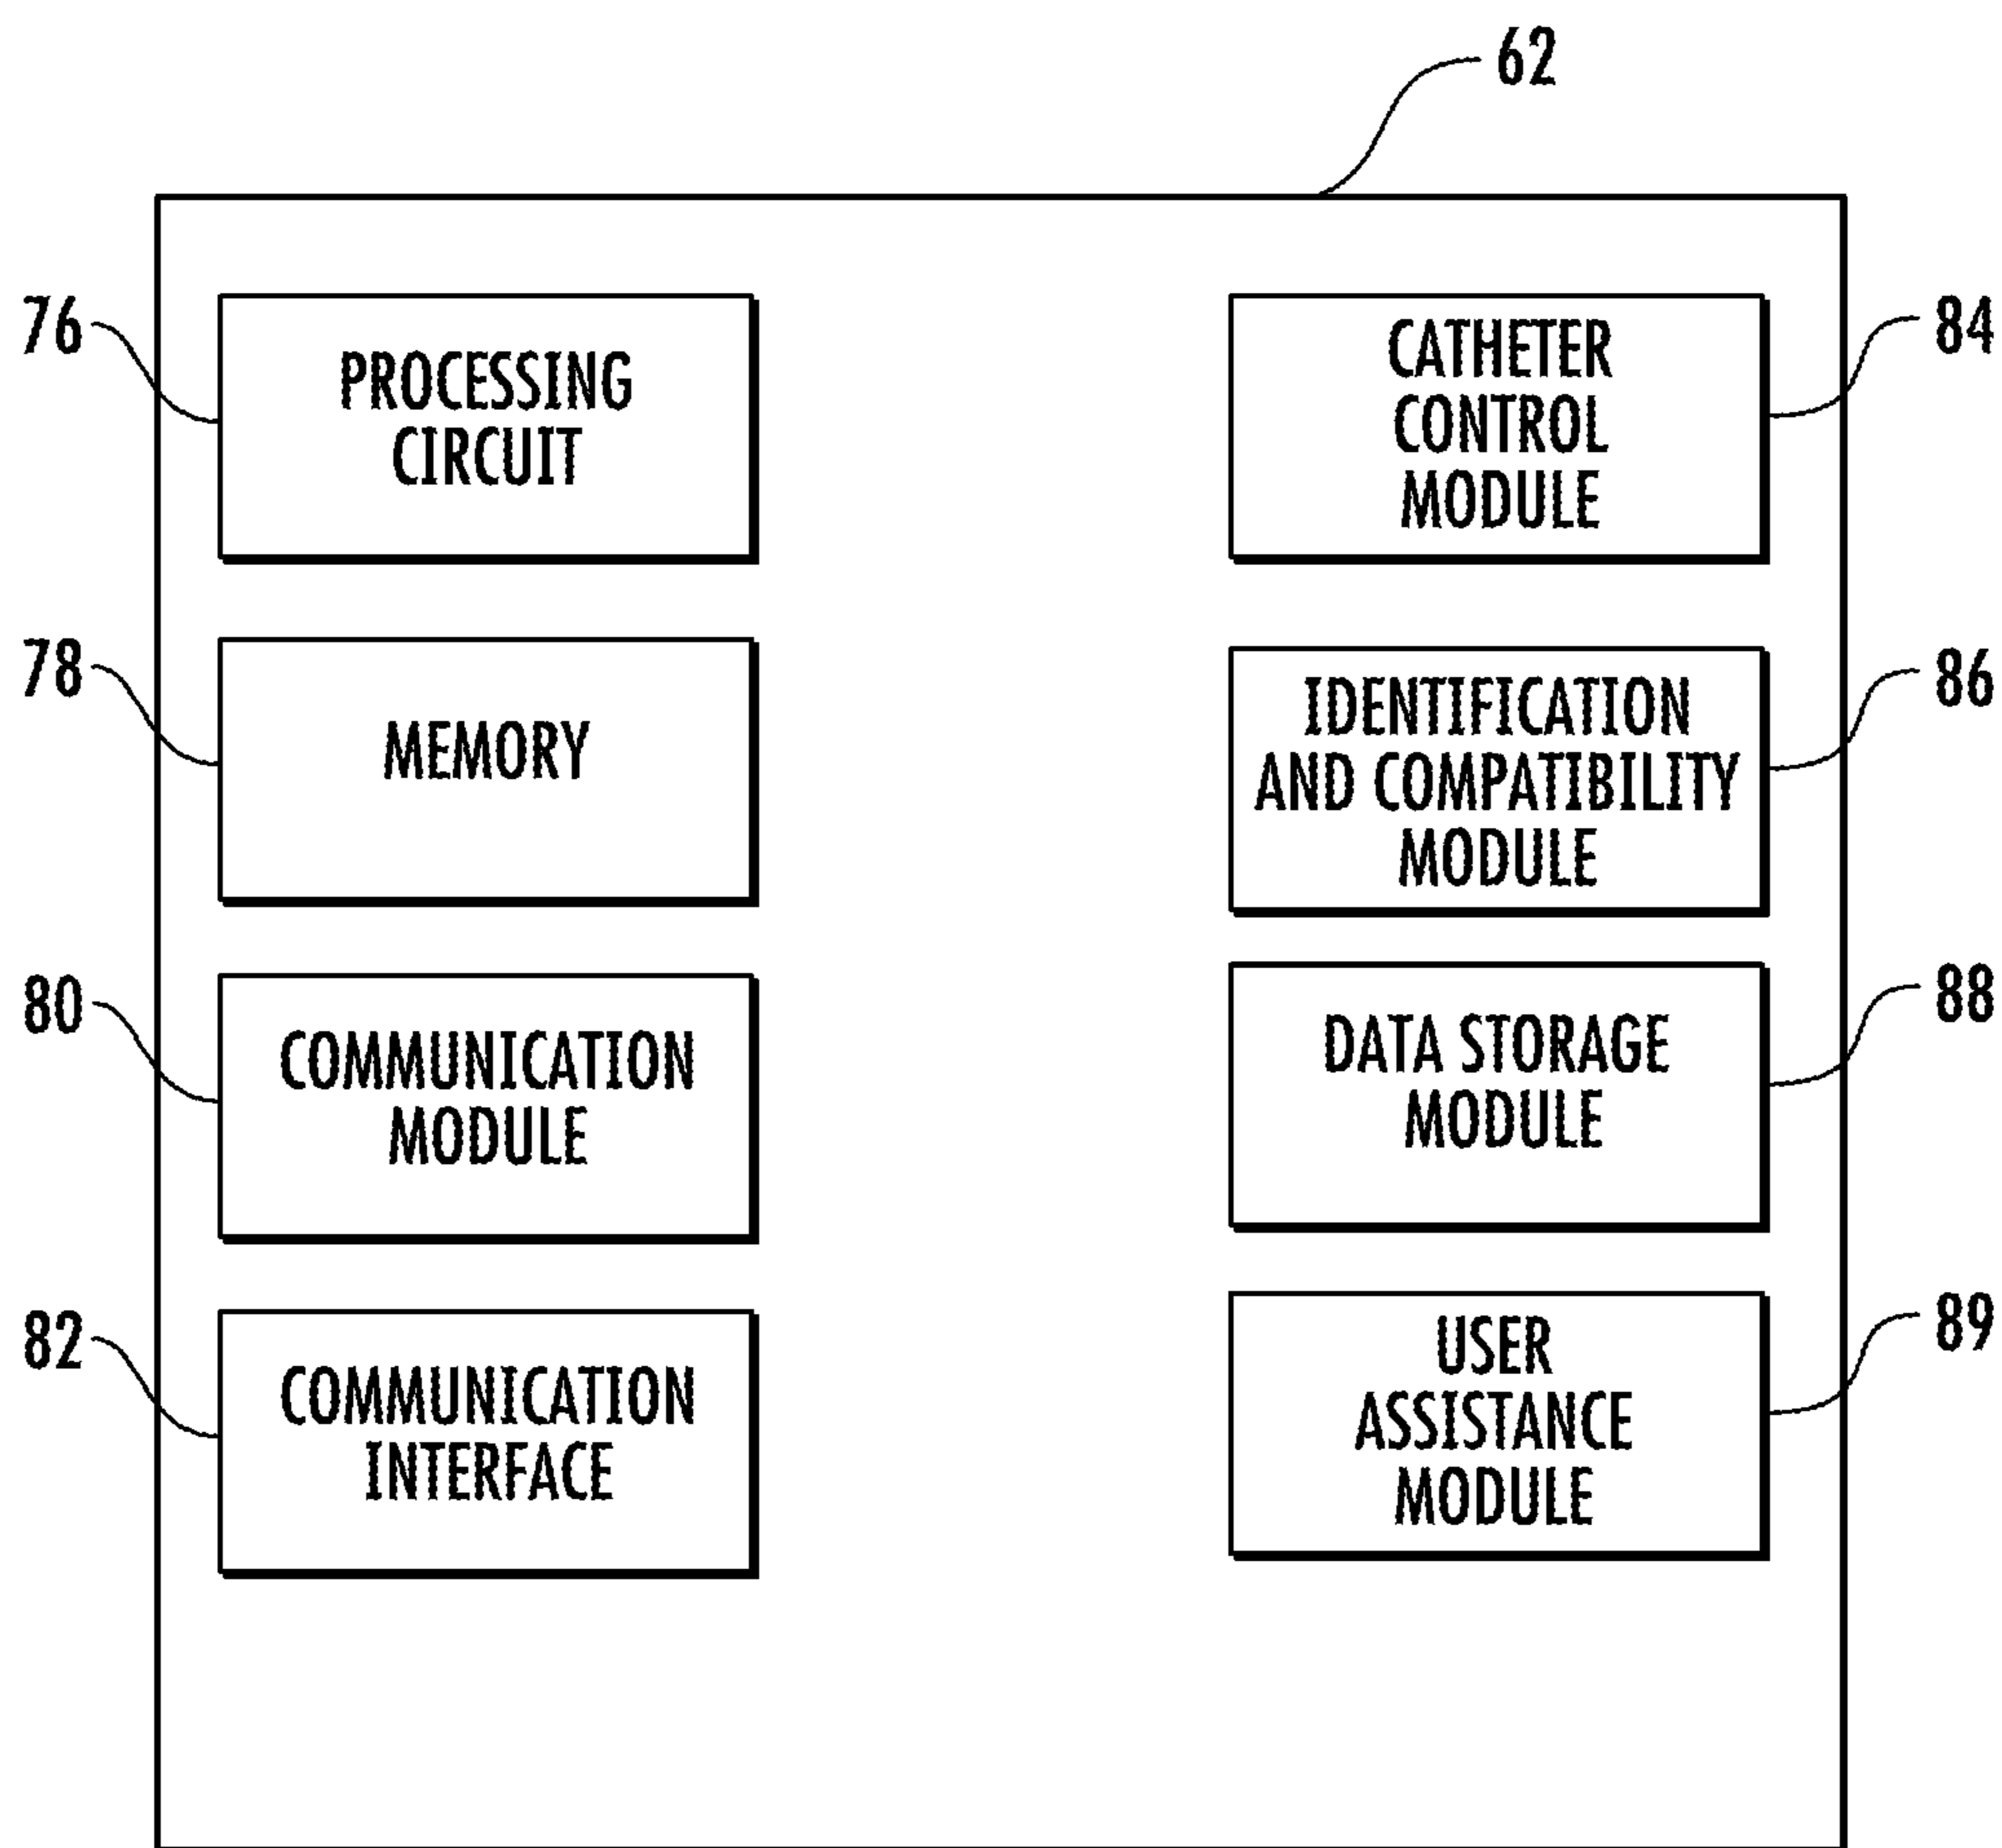 62
76
PROCESSING
CIRCUIT
84
CATHETER
CONTROL
MODULE
78
MEMORY
86
IDENTIFICATION
AND COMPATIBILITY
MODULE
80
COMMUNICATION
MODULE
88
DATA STORAGE
MODULE
82
COMMUNICATION
INTERFACE
89
USER
ASSISTANCE
MODULE